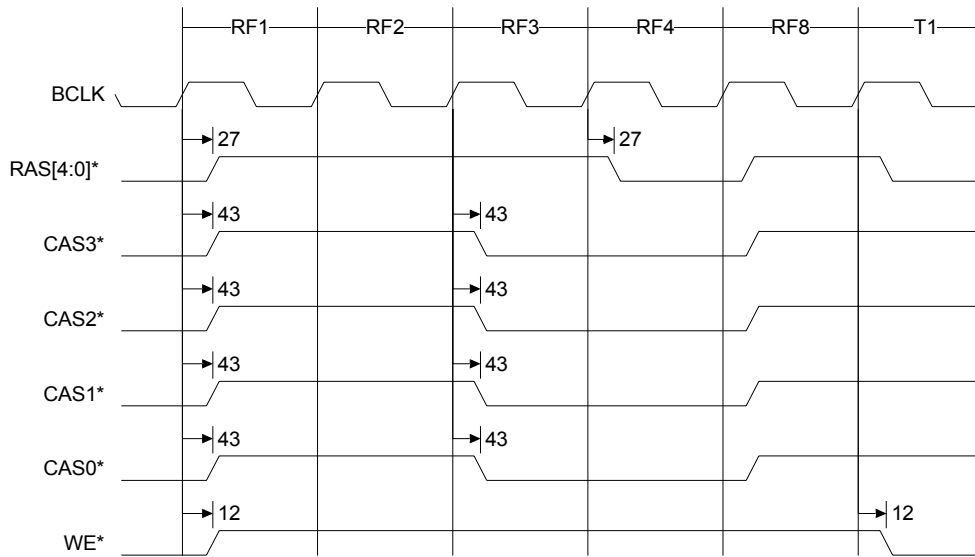 RF1 RF2 RF3 RF4 RF8 T1
BCLK
27 27
RAS[4:0]*
43 43
CAS3*
43 43
CAS2*
43 43
CAS1*
43 43
CAS0*
12 12
WE*